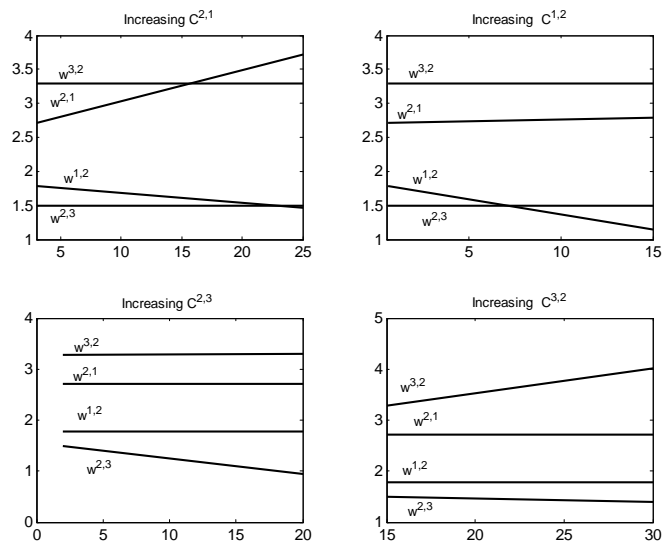 Increasing C^{2,1}
4
3.5
3
2.5
2
1.5
1
w^{3,2}
w^{2,1}
w^{1,2}
w^{2,3}
5 10 15 20 25
Increasing C^{1,2}
4
3.5
3
2.5
2
1.5
1
w^{3,2}
w^{2,1}
w^{1,2}
w^{2,3}
5 10 15
Increasing C^{2,3}
4
3
2
1
0
w^{3,2}
w^{2,1}
w^{1,2}
w^{2,3}
0 5 10 15 20
Increasing C^{3,2}
5
4
3
2
1
w^{3,2}
w^{2,1}
w^{1,2}
w^{2,3}
15 20 25 30